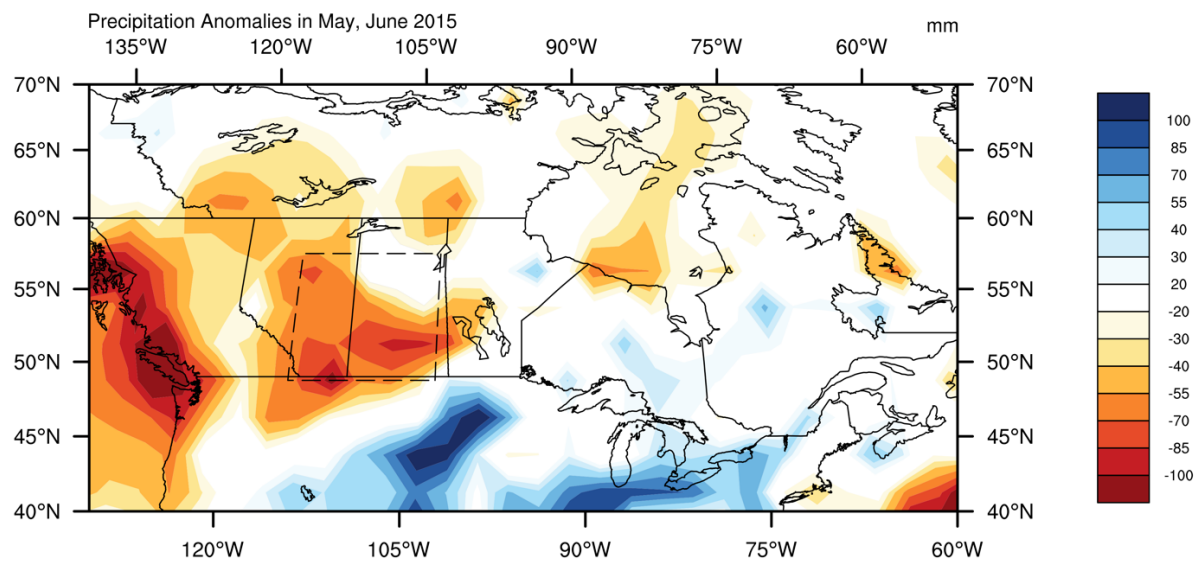 Precipitation Anomalies in May, June 2015
mm
135°W 120°W 105°W 90°W 75°W 60°W
70°N 70°N
65°N 65°N
60°N 60°N
55°N 55°N
50°N 50°N
45°N 45°N
40°N 40°N
120°W 105°W 90°W 75°W 60°W
100
85
70
55
40
30
20
-20
-30
-40
-55
-70
-85
-100